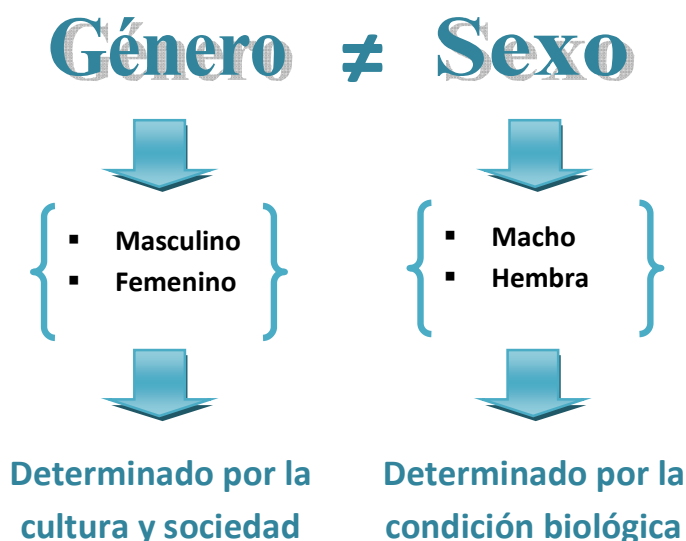 Género ≠ Sexo
▪ Masculino
▪ Femenino
▪ Macho
▪ Hembra
Determinado por la
cultura y sociedad
Determinado por la
condición biológica